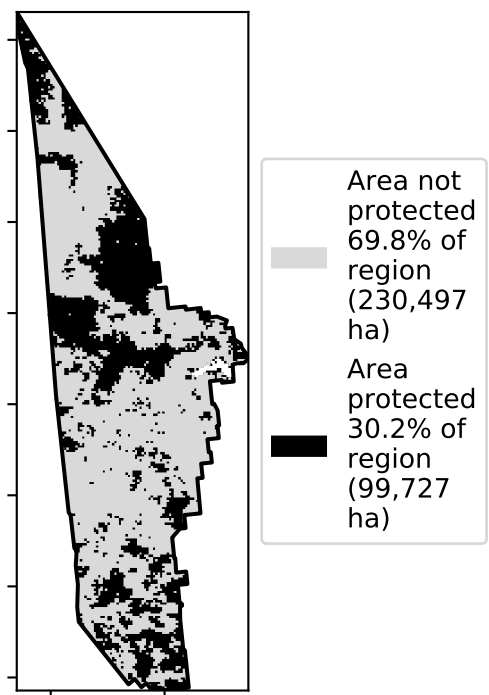 Area not
protected
69.8% of
region
(230,497
ha)
Area
protected
30.2% of
region
(99,727
ha)